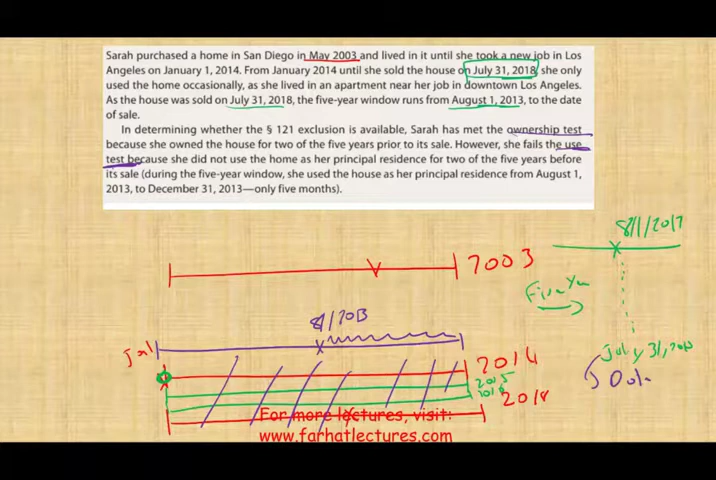 Sarah purchased a home in San Diego in May 2003 and lived in it until she took a new job in Los
Angeles on January 1, 2014. From January 2014 until she sold the house on July 31, 2018, she only
used the home occasionally, as she lived in an apartment near her job in downtown Los Angeles.
As the house was sold on July 31, 2018, the five-year window runs from August 1, 2013, to the date
of sale.
In determining whether the § 121 exclusion is available, Sarah has met the ownership test
because she owned the house for two of the five years prior to its sale. However, she fails the use
test because she did not use the home as her principal residence for two of the five years before
its sale (during the five-year window, she used the house as her principal residence from August 1,
2013, to December 31, 2013—only five months).
2003
8/1/2013
Jan
2014
2015
2018
July 31,
For more lectures, visit:
www.farhatlectures.com